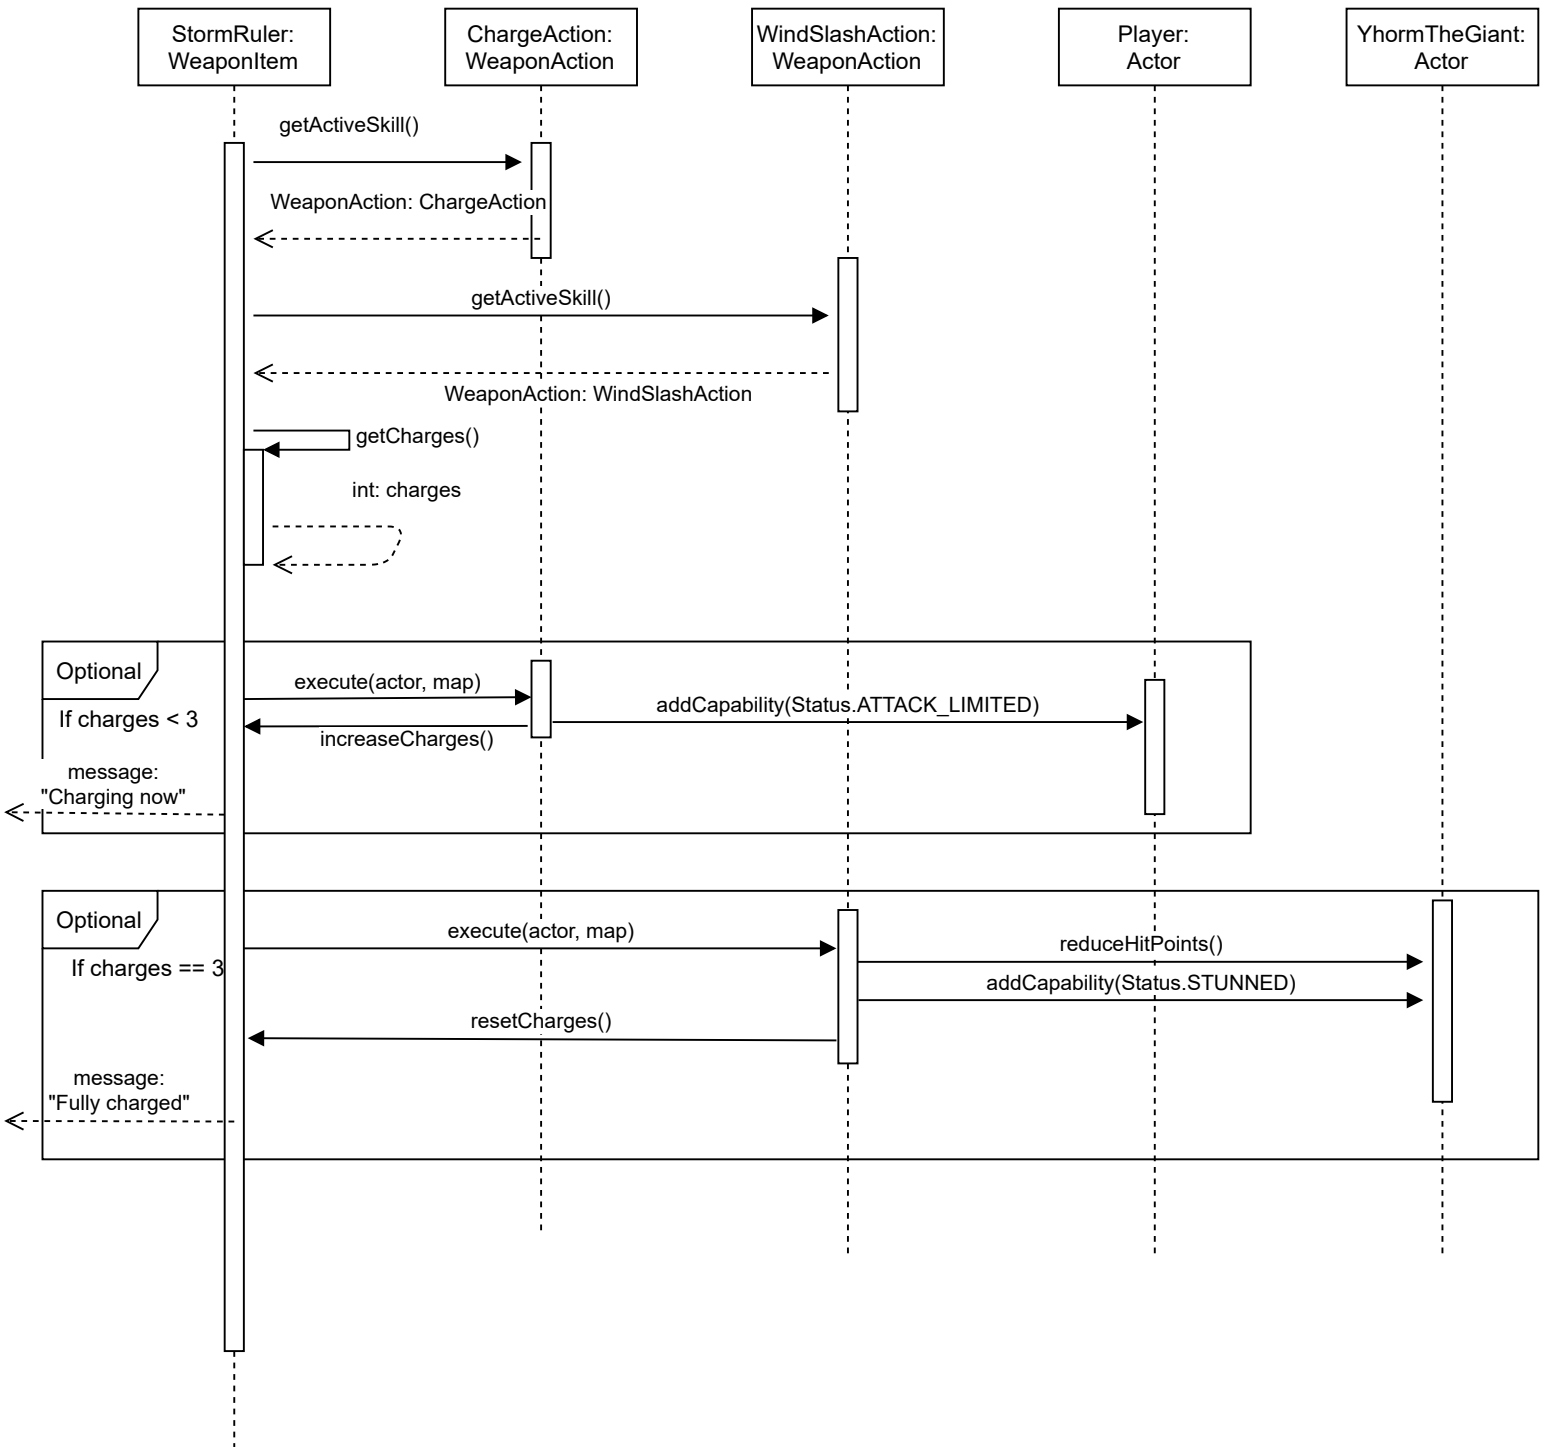 StormRuler:
WeaponItem
ChargeAction:
WeaponAction
WindSlashAction:
WeaponAction
Player:
Actor
YhormTheGiant:
Actor
getActiveSkill()
WeaponAction: ChargeAction
getActiveSkill()
WeaponAction: WindSlashAction
getCharges()
int: charges
Optional
If charges < 3
execute(actor, map)
addCapability(Status.ATTACK_LIMITED)
increaseCharges()
message:
"Charging now"
Optional
If charges == 3
execute(actor, map)
reduceHitPoints()
addCapability(Status.STUNNED)
resetCharges()
message:
"Fully charged"